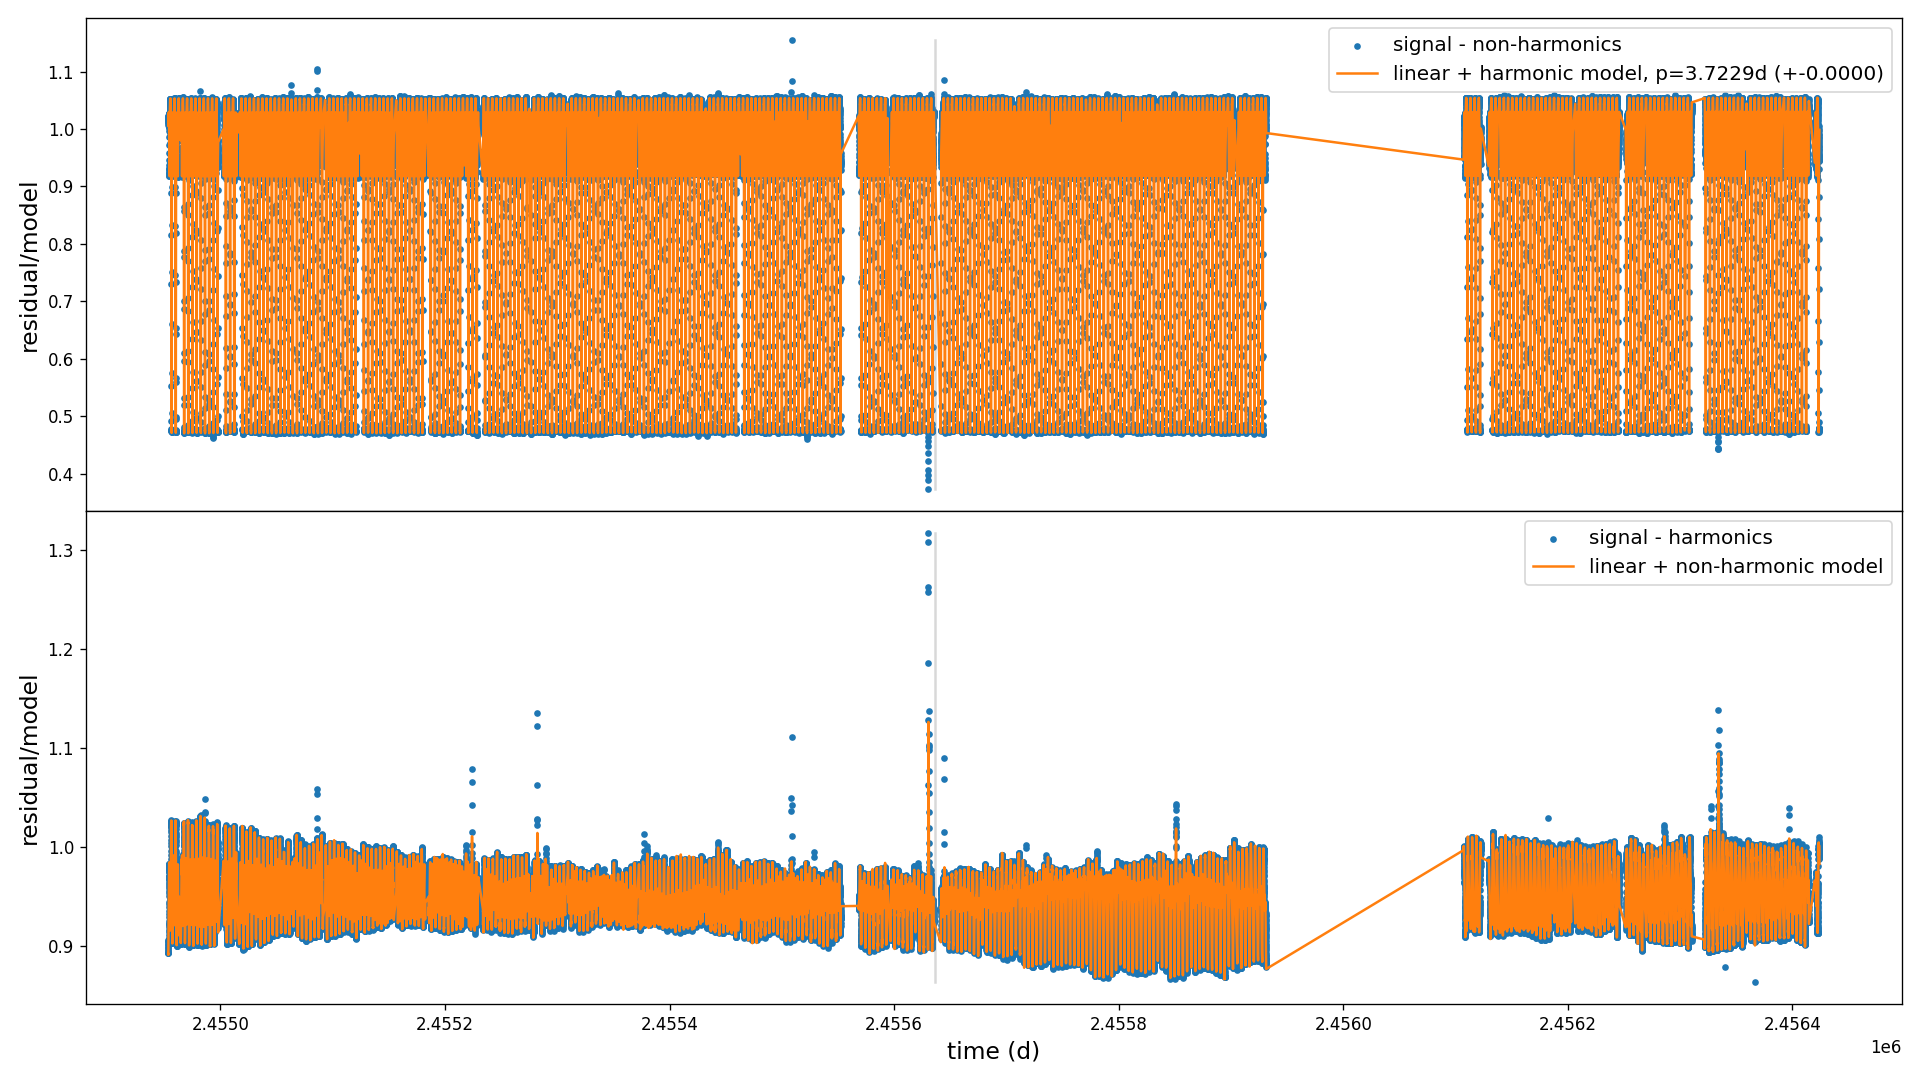 signal - non-harmonics
linear + harmonic model, p=3.7229d (+-0.0000)
residual/model
1.1
1.0
0.9
0.8
0.7
0.6
0.5
0.4
signal - harmonics
linear + non-harmonic model
residual/model
1.3
1.2
1.1
1.0
0.9
2.4550 2.4552 2.4554 2.4556 2.4558 2.4560 2.4562 2.4564
1e6
time (d)